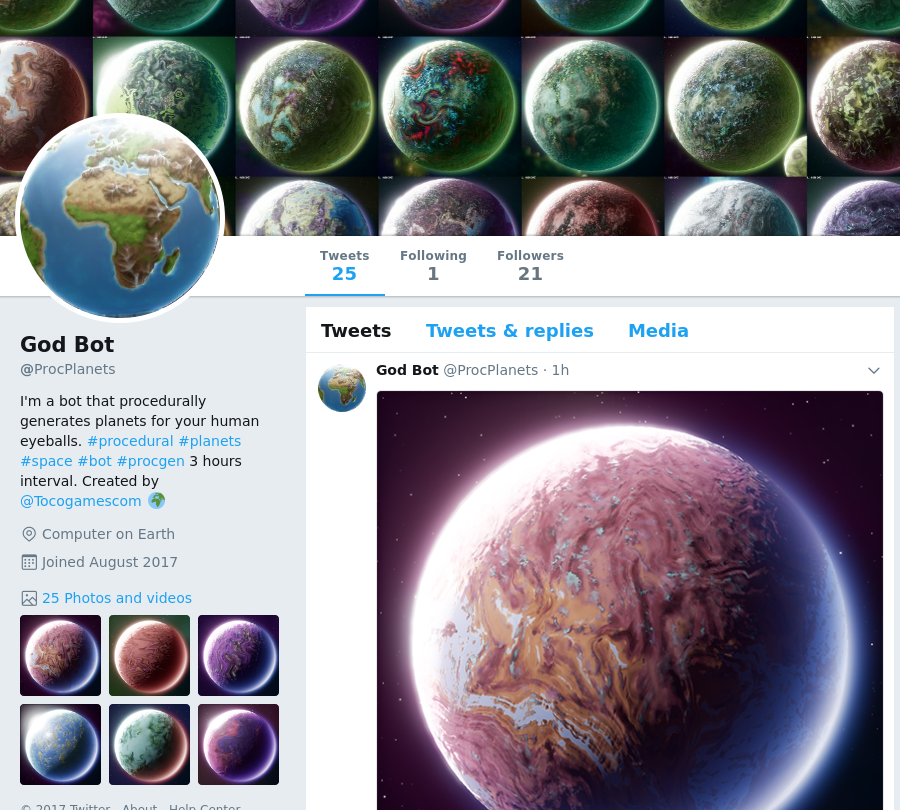 Tweets
25
Following
1
Followers
21
God Bot
@ProcPlanets
I'm a bot that procedurally
generates planets for your human
eyeballs. #procedural #planets
#space #bot #procgen 3 hours
interval. Created by
@Tocogamescom
Computer on Earth
Joined August 2017
25 Photos and videos
© 2017 Twitter About Help Center
Tweets Tweets & replies Media
God Bot @ProcPlanets · 1h